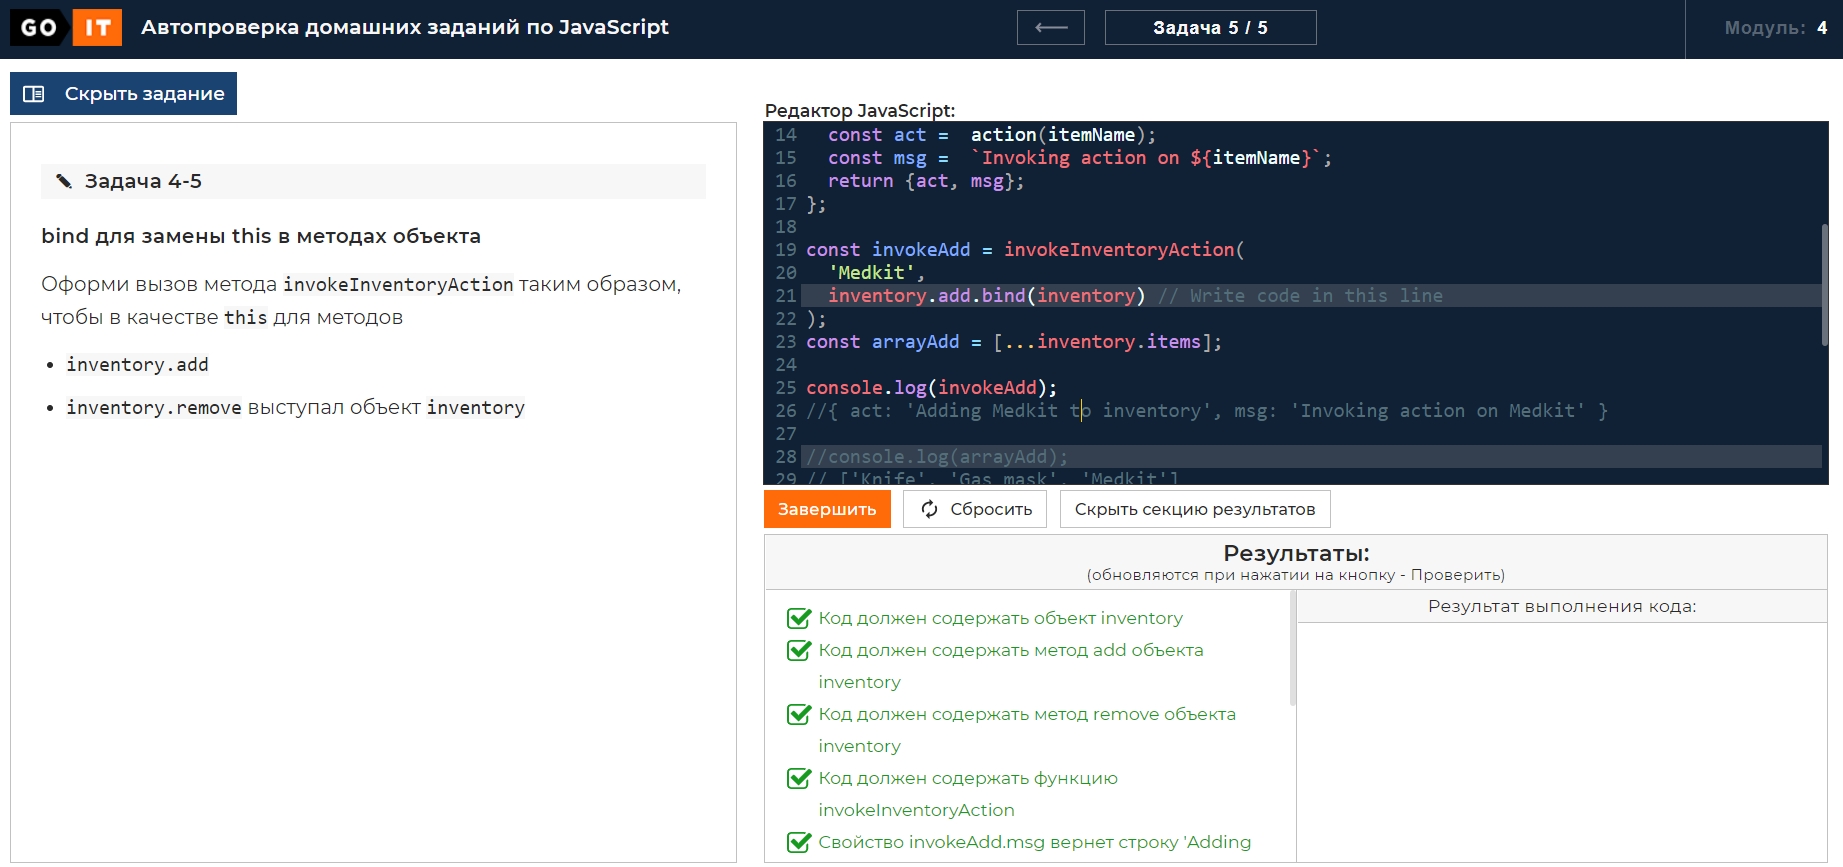 GO IT Автопроверка домашних заданий по JavaScript
Задача 5 / 5
Модуль: 4
Скрыть задание
Задача 4-5
bind для замены this в методах объекта
Оформи вызов метода invokeInventoryAction таким образом,
чтобы в качестве this для методов
• inventory.add
• inventory.remove выступал объект inventory
Редактор JavaScript:
14   const act =  action(itemName);
15   const msg =  `Invoking action on ${itemName}`;
16   return {act, msg};
17 };
18
19 const invokeAdd = invokeInventoryAction(
20   'Medkit',
21   inventory.add.bind(inventory) // Write code in this line
22 );
23 const arrayAdd = [...inventory.items];
24
25 console.log(invokeAdd);
26 //{ act: 'Adding Medkit to inventory', msg: 'Invoking action on Medkit' }
27
28 //console.log(arrayAdd);
29 // ['Knife', 'Gas mask', 'Medkit']
Завершить
Сбросить
Скрыть секцию результатов
Результаты:
(обновляются при нажатии на кнопку - Проверить)
Код должен содержать объект inventory
Код должен содержать метод add объекта
inventory
Код должен содержать метод remove объекта
inventory
Код должен содержать функцию
invokeInventoryAction
Свойство invokeAdd.msg вернет строку 'Adding
Результат выполнения кода: